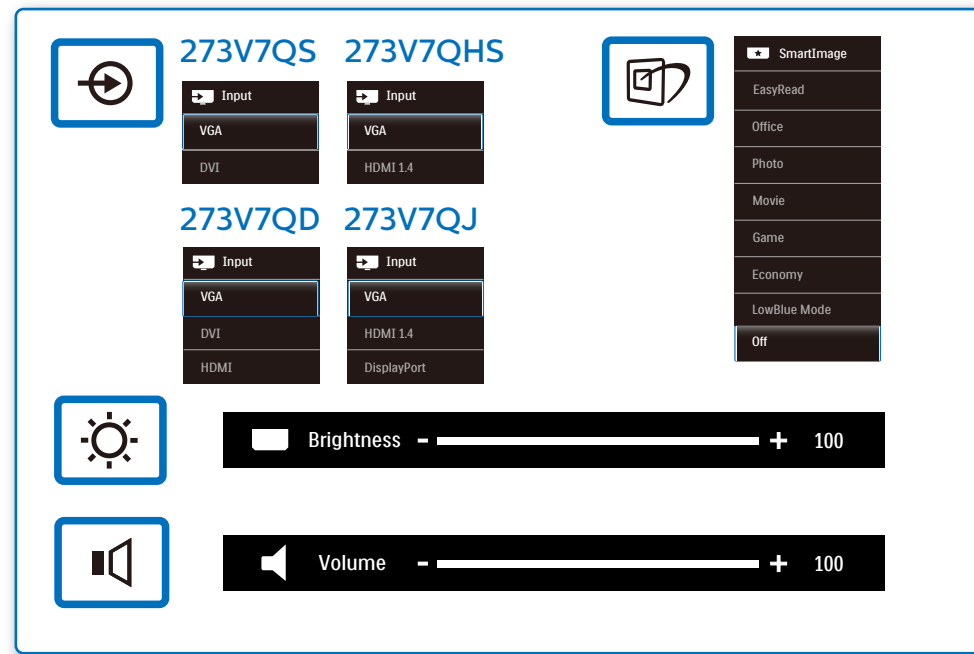 273V7QS
Input
VGA
DVI
273V7QHS
Input
VGA
HDMI 1.4
273V7QD
Input
VGA
DVI
HDMI
273V7QJ
Input
VGA
HDMI 1.4
DisplayPort
SmartImage
EasyRead
Office
Photo
Movie
Game
Economy
LowBlue Mode
Off
Brightness - + 100
Volume - + 100